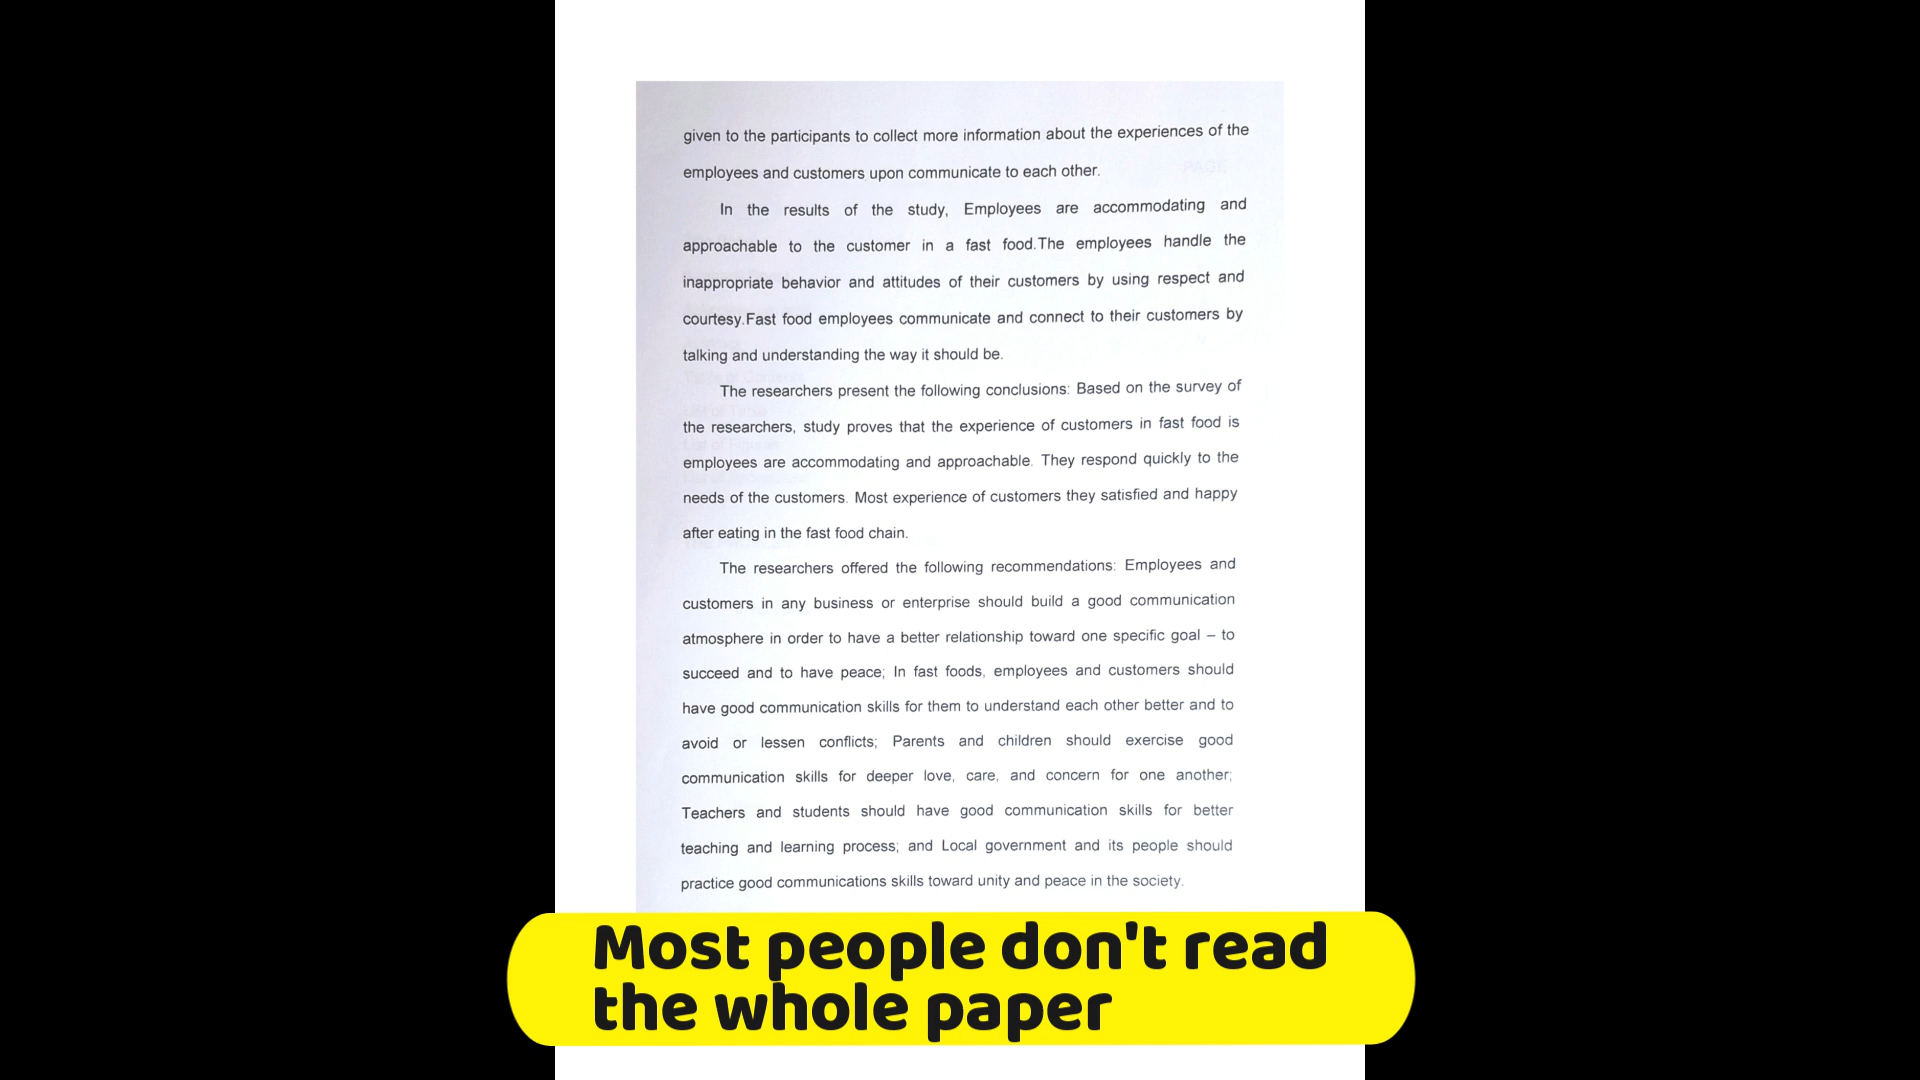 given to the participants to collect more information about the experiences of the
employees and customers upon communicate to each other.
In the results of the study, Employees are accommodating and
approachable to the customer in a fast food.The employees handle the
inappropriate behavior and attitudes of their customers by using respect and
courtesy.Fast food employees communicate and connect to their customers by
talking and understanding the way it should be.
The researchers present the following conclusions: Based on the survey of
the researchers, study proves that the experience of customers in fast food is
employees are accommodating and approachable. They respond quickly to the
needs of the customers. Most experience of customers they satisfied and happy
after eating in the fast food chain.
The researchers offered the following recommendations: Employees and
customers in any business or enterprise should build a good communication
atmosphere in order to have a better relationship toward one specific goal – to
succeed and to have peace; In fast foods, employees and customers should
have good communication skills for them to understand each other better and to
avoid or lessen conflicts; Parents and children should exercise good
communication skills for deeper love, care, and concern for one another;
Teachers and students should have good communication skills for better
teaching and learning process; and Local government and its people should
practice good communications skills toward unity and peace in the society.
Most people don't read
the whole paper